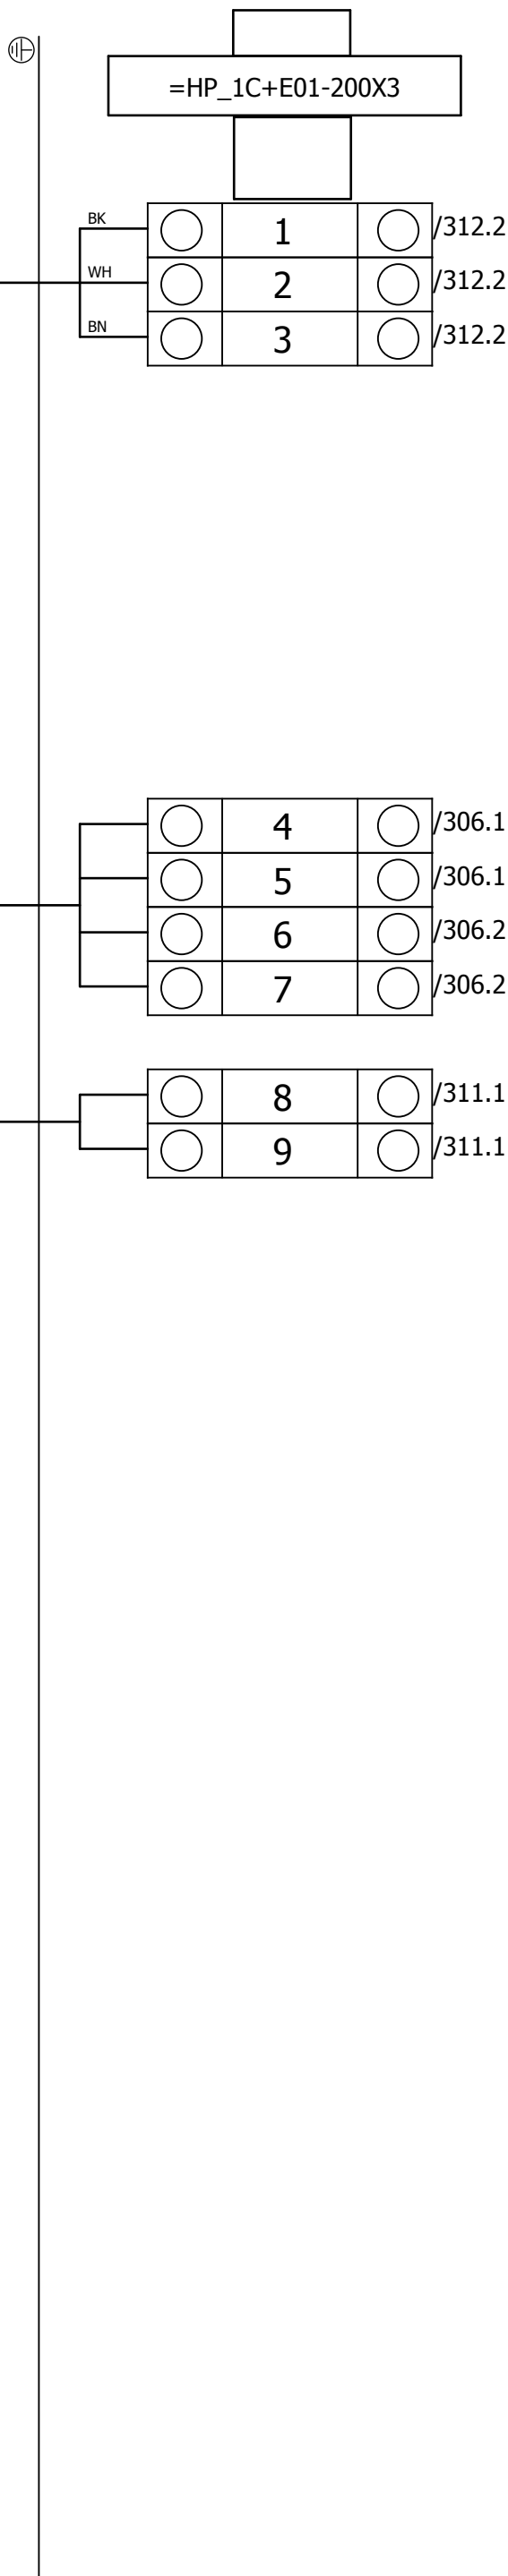 =HP_1C+E01-200X3
BK 1 /312.2
WH 2 /312.2
BN 3 /312.2
4 /306.1
5 /306.1
6 /306.2
7 /306.2
8 /311.1
9 /311.1